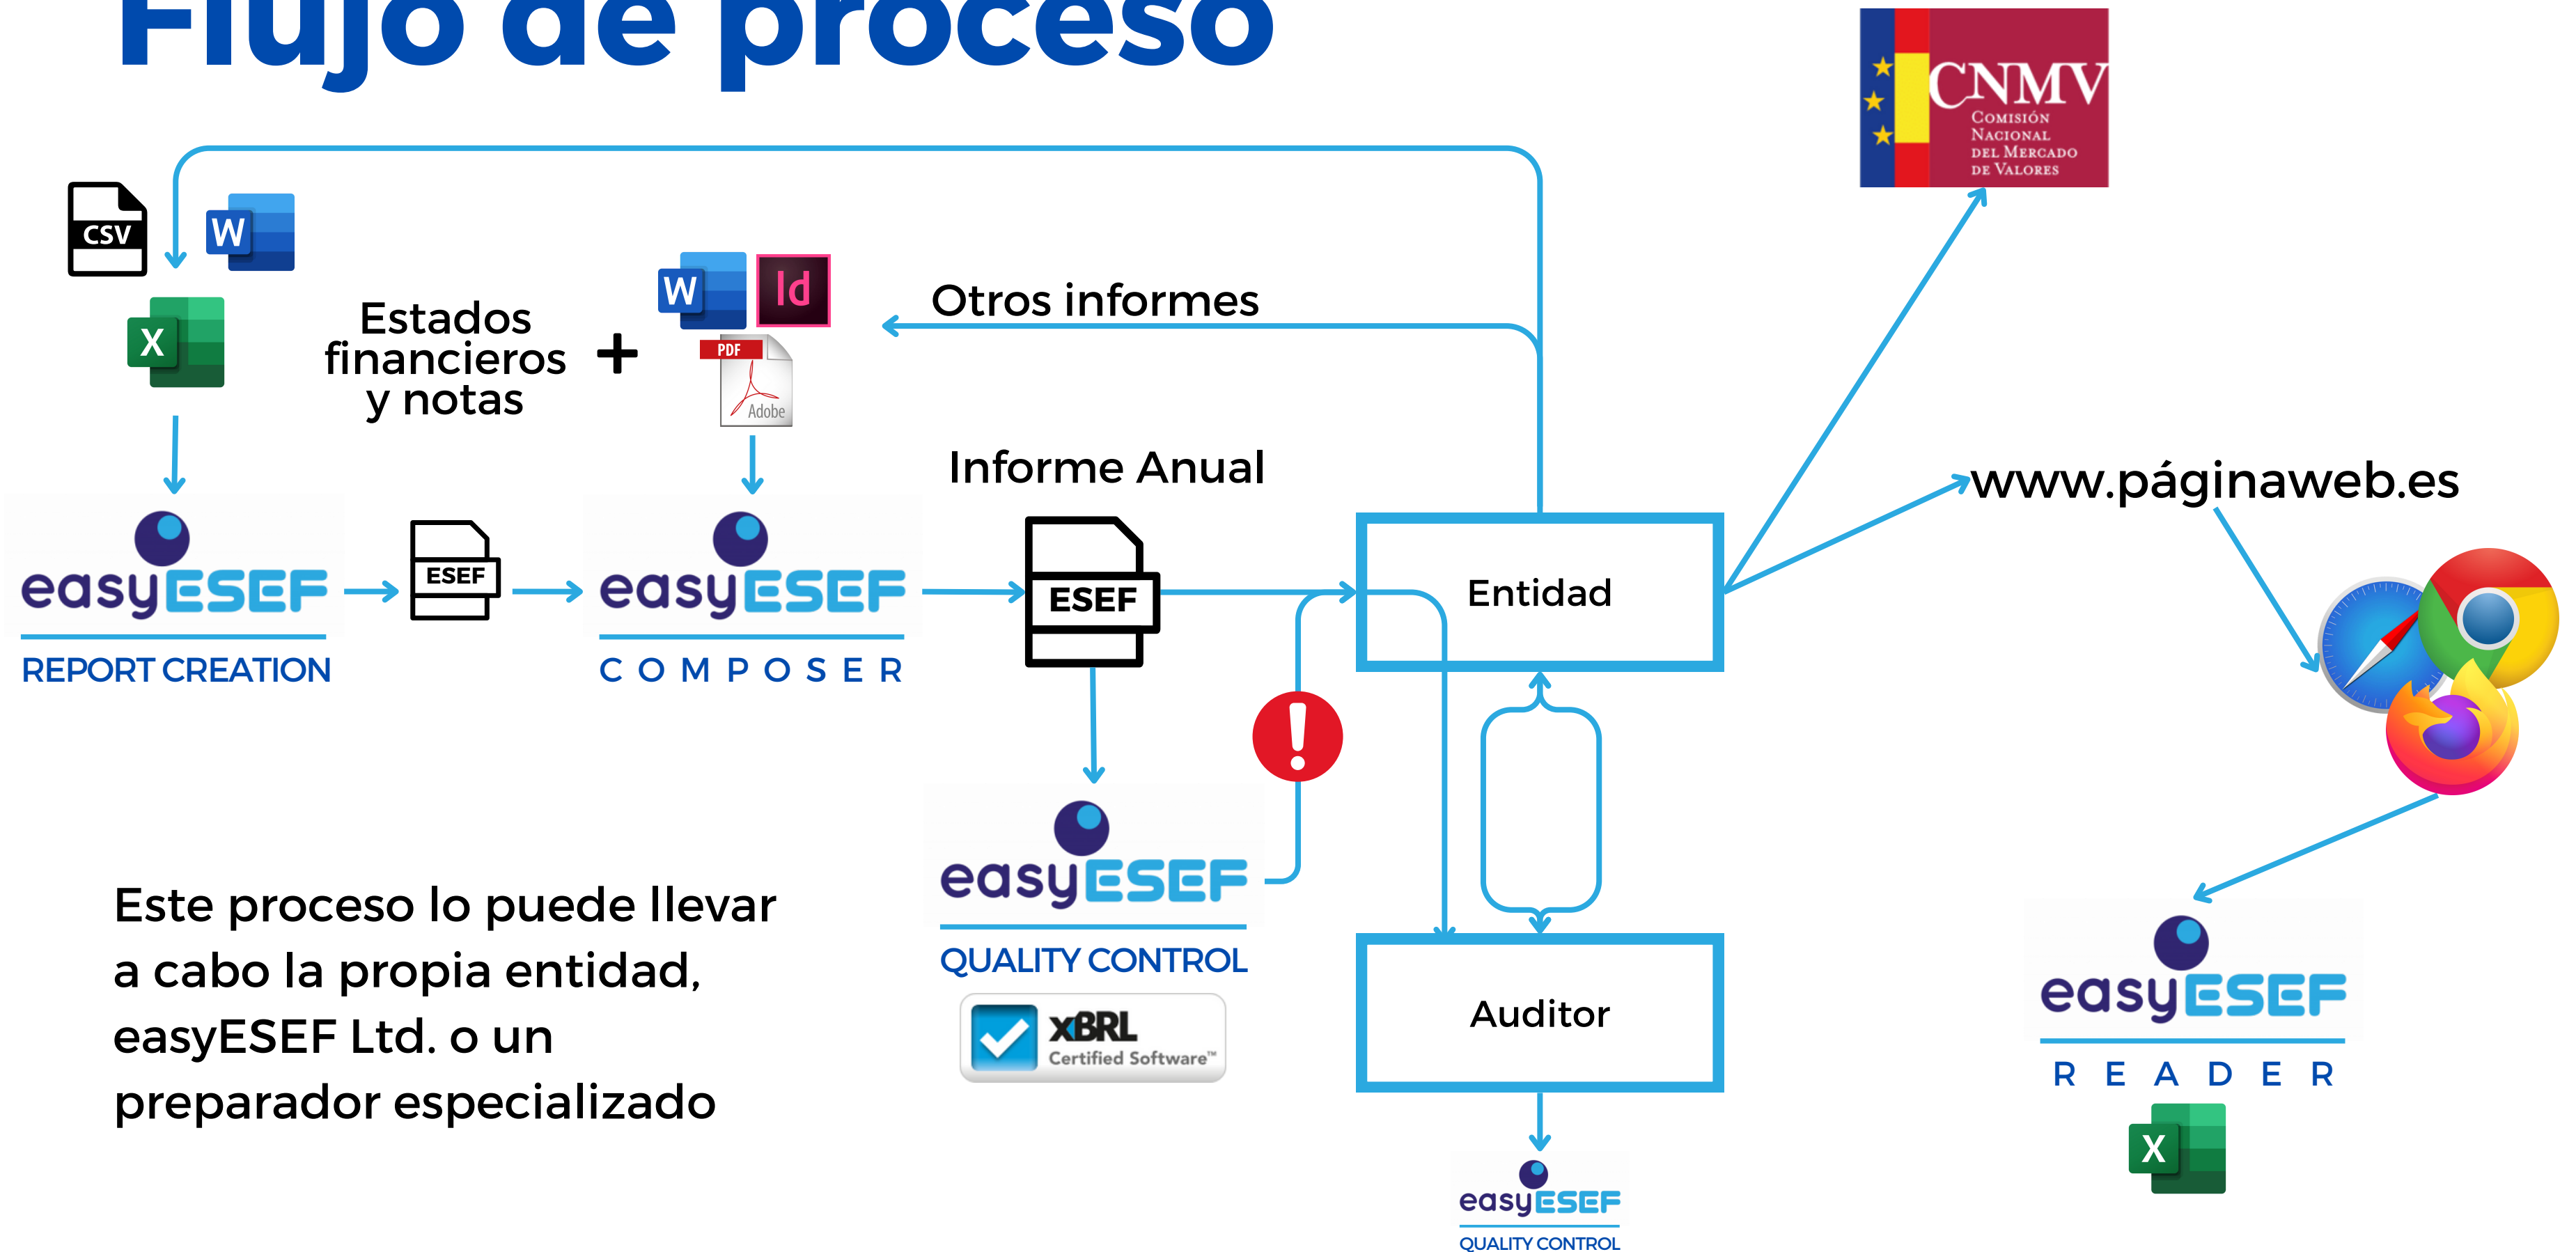 Flujo de proceso
CNMV
COMISIÓN
NACIONAL
DEL MERCADO
DE VALORES
CSV
W
X
Estados
financieros
y notas
+
W
Id
PDF
Adobe
Otros informes
Informe Anual
easyESEF
REPORT CREATION
ESEF
easyESEF
COMPOSER
ESEF
Entidad
www.páginaweb.es
!
easyESEF
QUALITY CONTROL
XBRL
Certified Software™
Este proceso lo puede llevar
a cabo la propia entidad,
easyESEF Ltd. o un
preparador especializado
Auditor
easyESEF
QUALITY CONTROL
easyESEF
READER
X